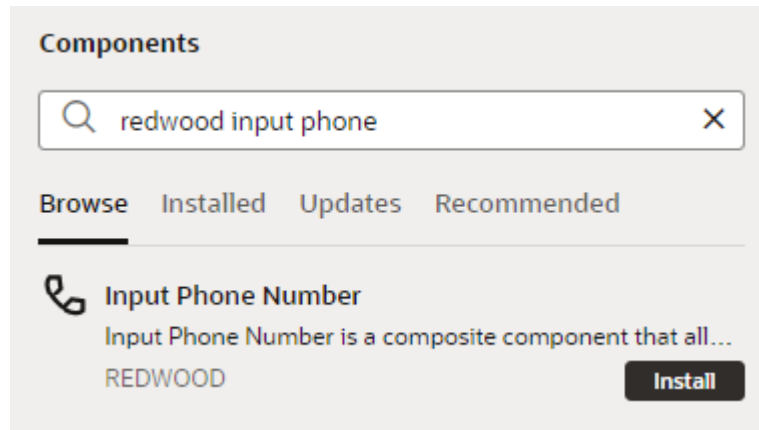 Components
redwood input phone
Browse Installed Updates Recommended
Input Phone Number
Input Phone Number is a composite component that all...
REDWOOD
Install